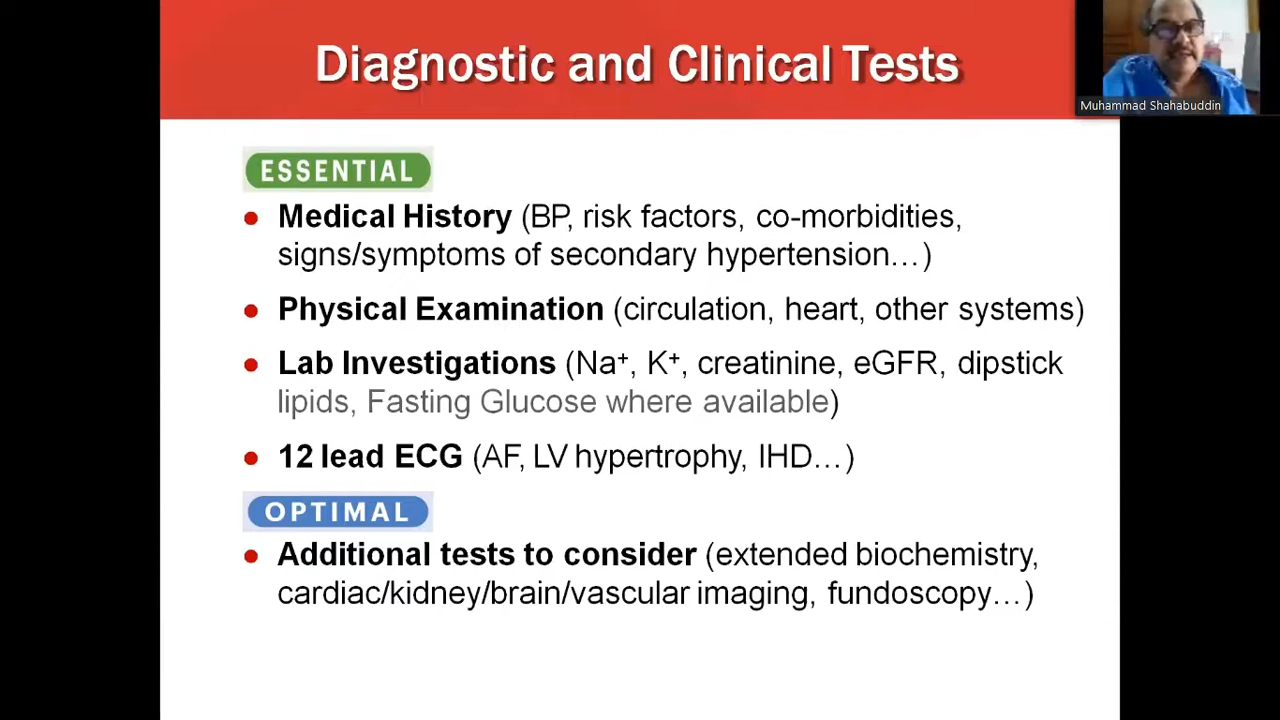 Diagnostic and Clinical Tests
Muhammad Shahabuddin
ESSENTIAL
• Medical History (BP, risk factors, co-morbidities,
signs/symptoms of secondary hypertension…)
• Physical Examination (circulation, heart, other systems)
• Lab Investigations (Na⁺, K⁺, creatinine, eGFR, dipstick
lipids, Fasting Glucose where available)
• 12 lead ECG (AF, LV hypertrophy, IHD…)
OPTIMAL
• Additional tests to consider (extended biochemistry,
cardiac/kidney/brain/vascular imaging, fundoscopy…)